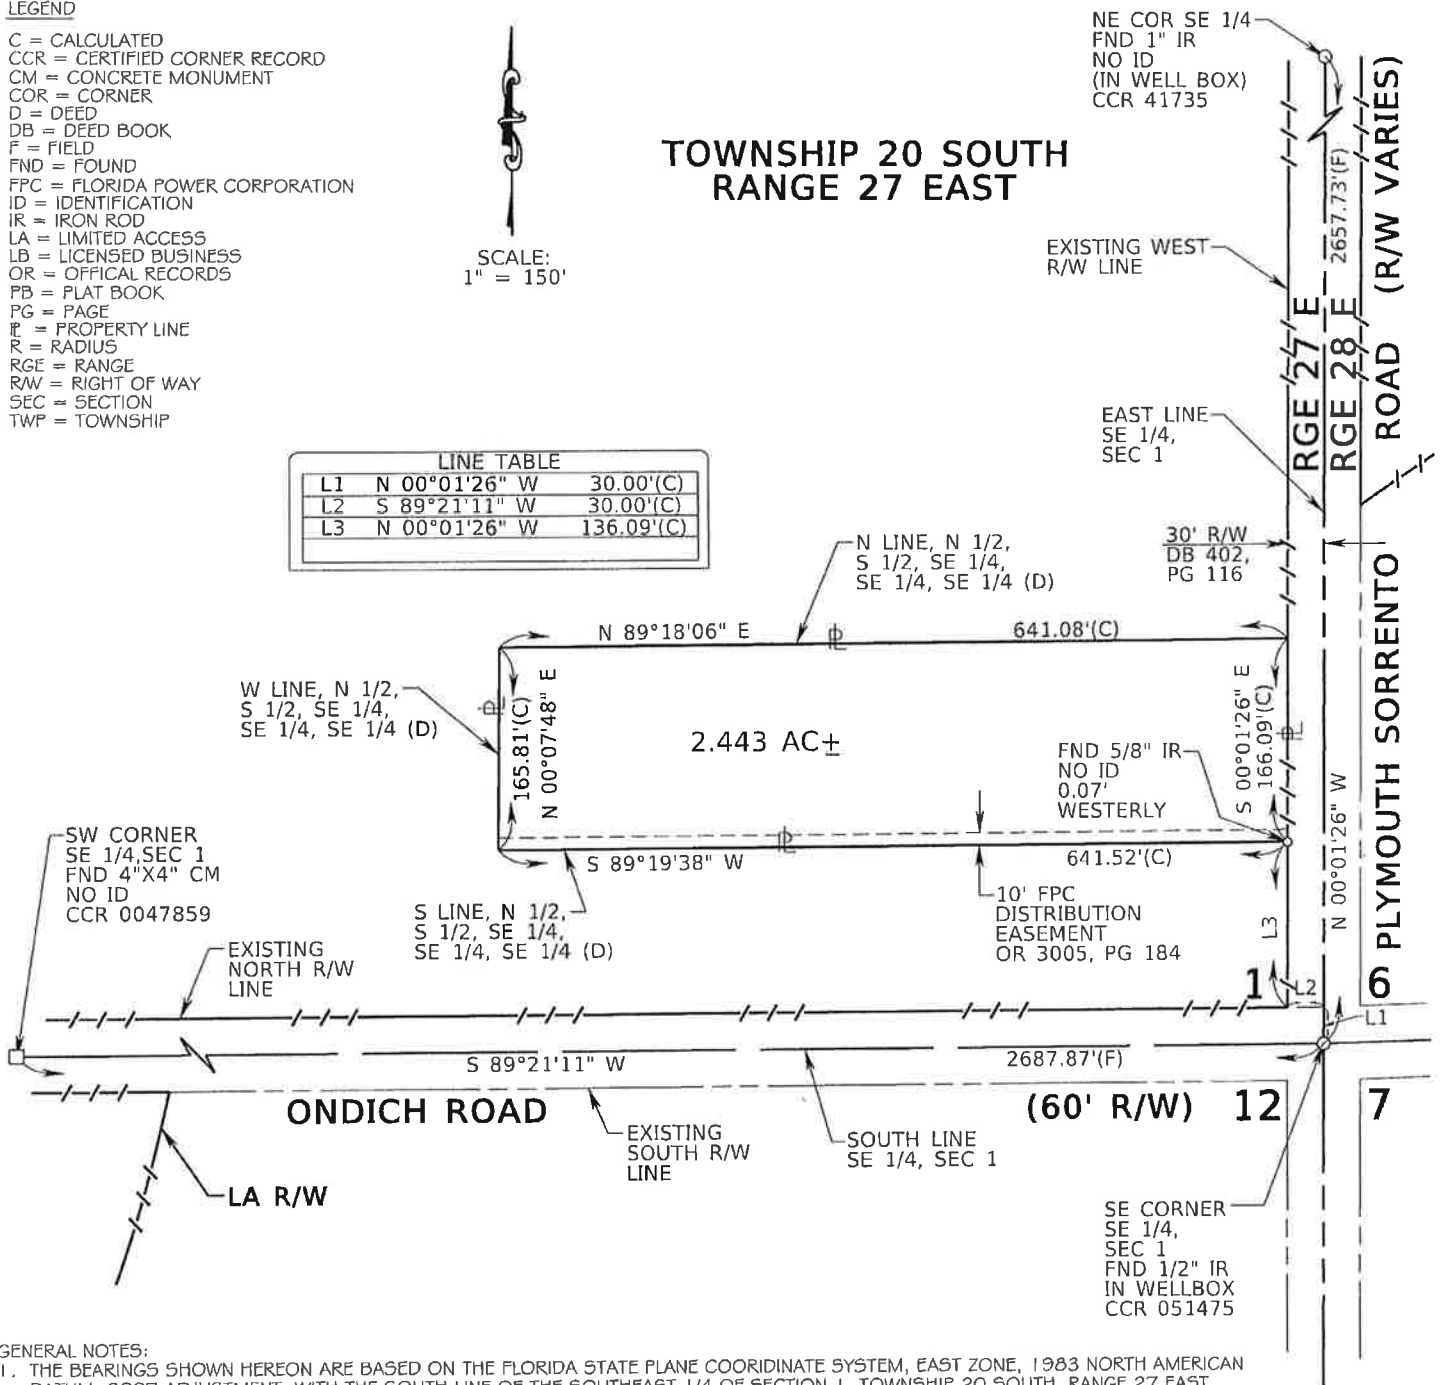 LEGEND
C = CALCULATED
CCR = CERTIFIED CORNER RECORD
CM = CONCRETE MONUMENT
COR = CORNER
D = DEED
DB = DEED BOOK
F = FIELD
FND = FOUND
FPC = FLORIDA POWER CORPORATION
ID = IDENTIFICATION
IR = IRON ROD
LA = LIMITED ACCESS
LB = LICENSED BUSINESS
OR = OFFICAL RECORDS
PB = PLAT BOOK
PG = PAGE
℄ = PROPERTY LINE
R = RADIUS
RGE = RANGE
R/W = RIGHT OF WAY
SEC = SECTION
TWP = TOWNSHIP
SCALE:
1" = 150'
TOWNSHIP 20 SOUTH
RANGE 27 EAST
NE COR SE 1/4
FND 1" IR
NO ID
(IN WELL BOX)
CCR 41735
2657.73'(F)
PLYMOUTH SORRENTO ROAD (R/W VARIES)
EXISTING WEST
R/W LINE
RGE 27 E
RGE 28 E
EAST LINE
SE 1/4,
SEC 1
LINE TABLE
L1 N 00°01'26" W 30.00'(C)
L2 S 89°21'11" W 30.00'(C)
L3 N 00°01'26" W 136.09'(C)
30' R/W
DB 402,
PG 116
N LINE, N 1/2,
S 1/2, SE 1/4,
SE 1/4, SE 1/4 (D)
N 89°18'06" E 641.08'(C)
W LINE, N 1/2,
S 1/2, SE 1/4,
SE 1/4, SE 1/4 (D)
165.81'(C)
N 00°07'48" E
2.443 AC±
S 00°01'26" E
166.09'(C)
FND 5/8" IR
NO ID
0.07'
WESTERLY
N 00°01'26" W
S 89°19'38" W 641.52'(C)
SW CORNER
SE 1/4,SEC 1
FND 4"X4" CM
NO ID
CCR 0047859
S LINE, N 1/2,
S 1/2, SE 1/4,
SE 1/4, SE 1/4 (D)
10' FPC
DISTRIBUTION
EASEMENT
OR 3005, PG 184
EXISTING
NORTH R/W
LINE
L3
1
L2
6
L1
S 89°21'11" W 2687.87'(F)
ONDICH ROAD (60' R/W)
12
7
EXISTING
SOUTH R/W
LINE
SOUTH LINE
SE 1/4, SEC 1
LA R/W
SE CORNER
SE 1/4,
SEC 1
FND 1/2" IR
IN WELLBOX
CCR 051475
GENERAL NOTES:
1. THE BEARINGS SHOWN HEREON ARE BASED ON THE FLORIDA STATE PLANE COORIDINATE SYSTEM, EAST ZONE, 1983 NORTH AMERICAN